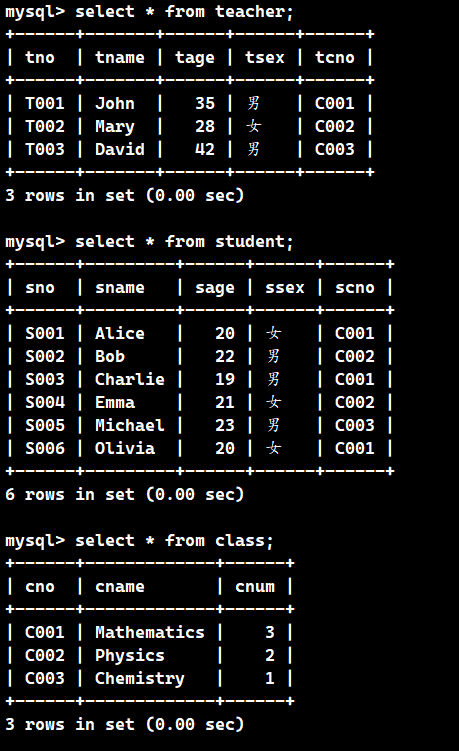 mysql> select * from teacher;
+------+-------+------+------+------+
| tno  | tname | tage | tsex | tcno |
+------+-------+------+------+------+
| T001 | John  |   35 | 男   | C001 |
| T002 | Mary  |   28 | 女   | C002 |
| T003 | David |   42 | 男   | C003 |
+------+-------+------+------+------+
3 rows in set (0.00 sec)

mysql> select * from student;
+------+---------+------+------+------+
| sno  | sname   | sage | ssex | scno |
+------+---------+------+------+------+
| S001 | Alice   |   20 | 女   | C001 |
| S002 | Bob     |   22 | 男   | C002 |
| S003 | Charlie |   19 | 男   | C001 |
| S004 | Emma    |   21 | 女   | C002 |
| S005 | Michael |   23 | 男   | C003 |
| S006 | Olivia  |   20 | 女   | C001 |
+------+---------+------+------+------+
6 rows in set (0.00 sec)

mysql> select * from class;
+------+-------------+------+
| cno  | cname       | cnum |
+------+-------------+------+
| C001 | Mathematics |    3 |
| C002 | Physics     |    2 |
| C003 | Chemistry   |    1 |
+------+-------------+------+
3 rows in set (0.00 sec)